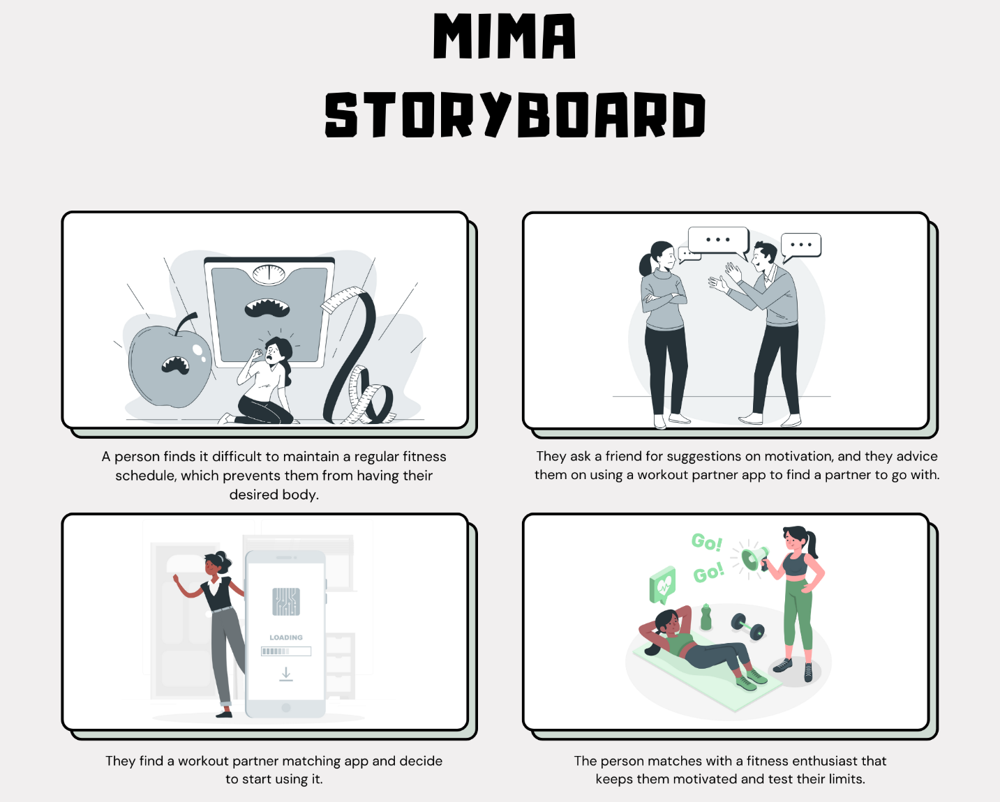 MIMA
STORYBOARD
A person finds it difficult to maintain a regular fitness
schedule, which prevents them from having their
desired body.
They ask a friend for suggestions on motivation, and they advice
them on using a workout partner app to find a partner to go with.
LOADING
They find a workout partner matching app and decide
to start using it.
Go!
Go!
The person matches with a fitness enthusiast that
keeps them motivated and test their limits.